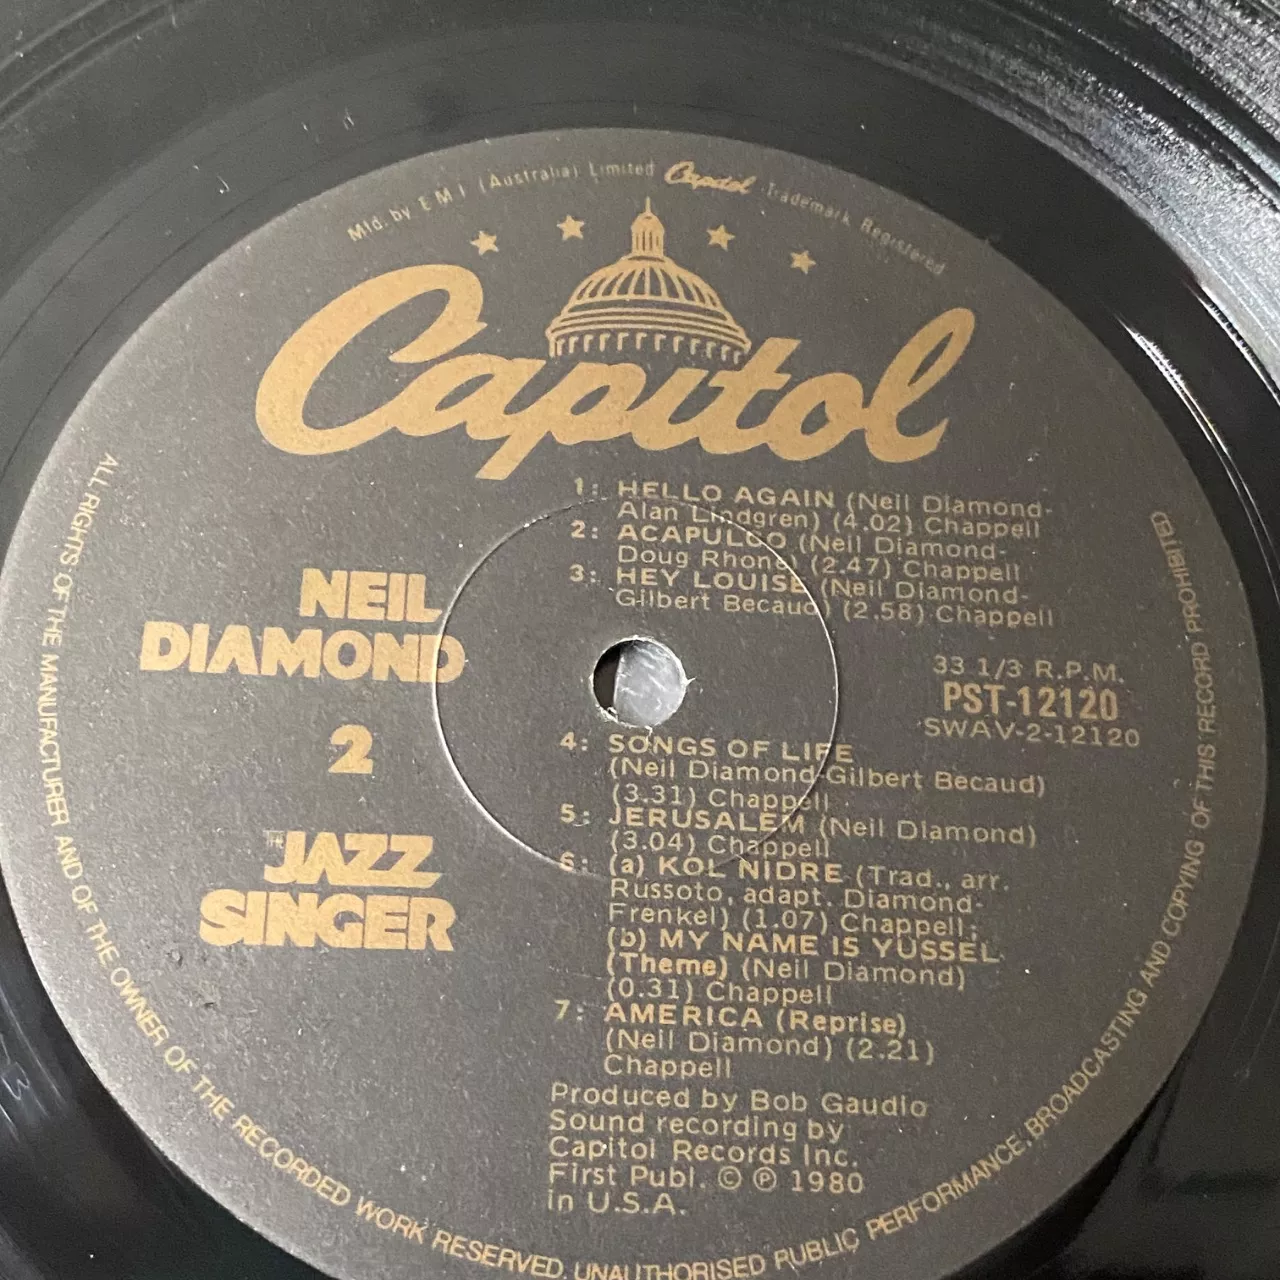 Mfd. by E M I (Australia) Limited Capitol Trademark Registered
Capitol
1: HELLO AGAIN (Neil Diamond-
Alan Lindgren) (4.02) Chappell
2: ACAPULCO (Neil Diamond-
Doug Rhone) (2.47) Chappell
3: HEY LOUISE (Neil Diamond-
Gilbert Becaud) (2.58) Chappell
NEIL
DIAMOND
2
THE JAZZ
SINGER
33 1/3 R.P.M.
PST-12120
SWAV-2-12120
4: SONGS OF LIFE
(Neil Diamond-Gilbert Becaud)
(3.31) Chappell
5: JERUSALEM (Neil Diamond)
(3.04) Chappell
6: (a) KOL NIDRE (Trad., arr.
Russoto, adapt. Diamond-
Frenkel) (1.07) Chappell;
(b) MY NAME IS YUSSEL
(Theme) (Neil Diamond)
(0.31) Chappell
7: AMERICA (Reprise)
(Neil Diamond) (2.21)
Chappell
Produced by Bob Gaudio
Sound recording by
Capitol Records Inc.
First Publ. © ℗ 1980
in U.S.A.
ALL RIGHTS OF THE MANUFACTURER AND OF THE OWNER OF THE RECORDED WORK RESERVED. UNAUTHORISED PUBLIC PERFORMANCE, BROADCASTING AND COPYING OF THIS RECORD PROHIBITED